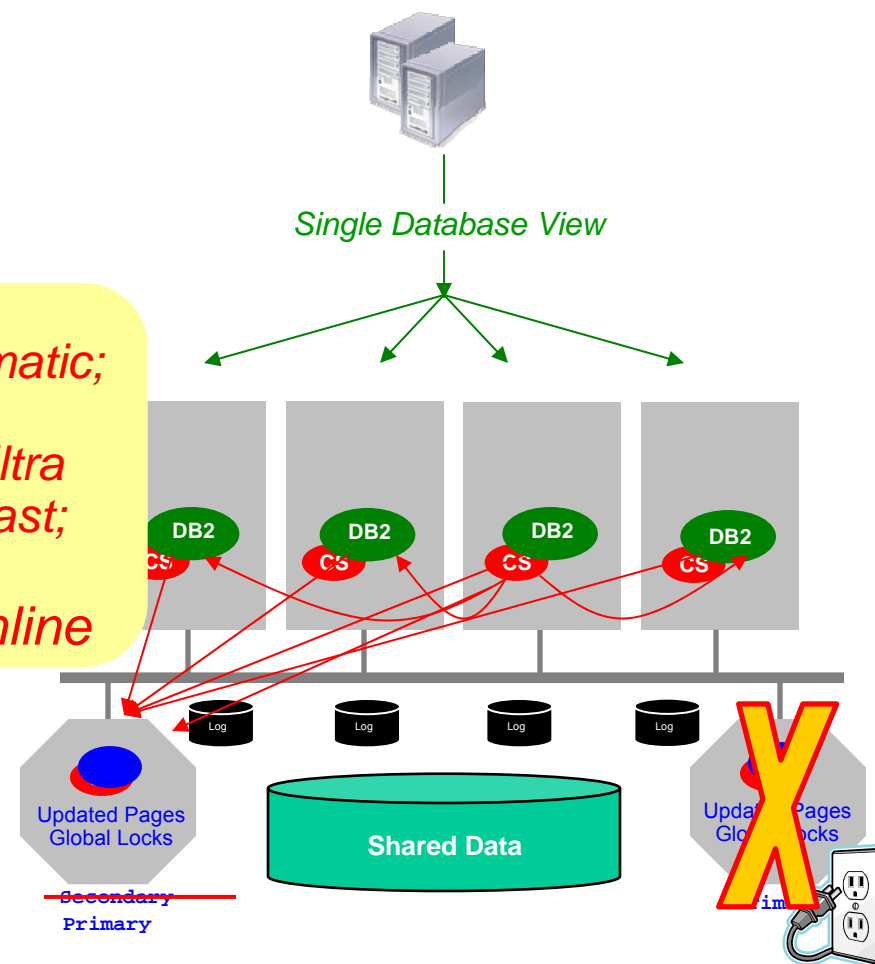 Single Database View
matic;
ltra
ast;
nline
DB2
DB2
DB2
DB2
CS
CS
CS
CS
Log
Log
Log
Log
Updated Pages
Global Locks
Shared Data
Pages
Secondary
Primary